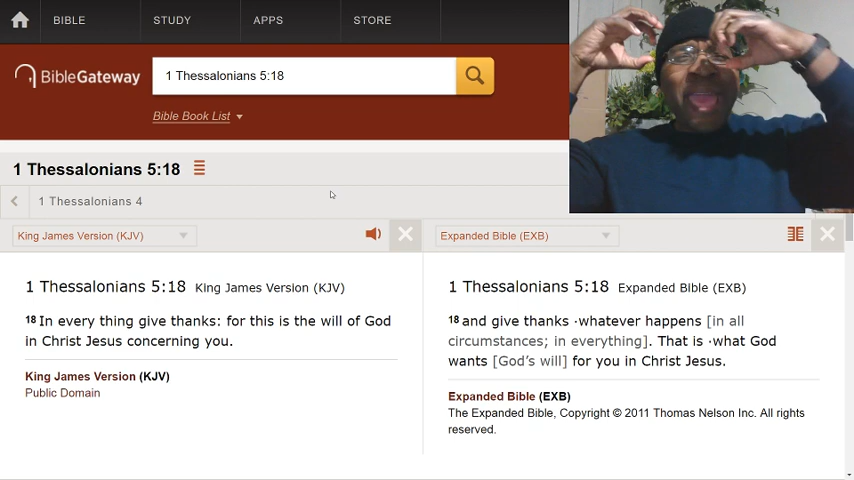 BIBLE STUDY APPS STORE
BibleGateway
1 Thessalonians 5:18
Bible Book List
1 Thessalonians 5:18
1 Thessalonians 4
King James Version (KJV)
1 Thessalonians 5:18 King James Version (KJV)
18 In every thing give thanks: for this is the will of God
in Christ Jesus concerning you.
King James Version (KJV)
Public Domain
Expanded Bible (EXB)
1 Thessalonians 5:18 Expanded Bible (EXB)
18 and give thanks ·whatever happens [in all
circumstances; in everything]. That is ·what God
wants [God's will] for you in Christ Jesus.
Expanded Bible (EXB)
The Expanded Bible, Copyright © 2011 Thomas Nelson Inc. All rights
reserved.